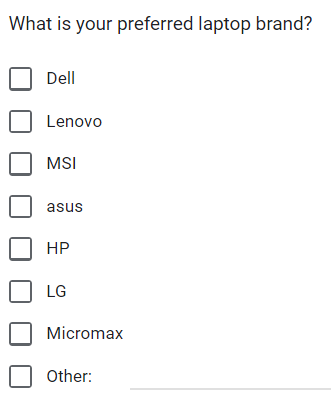 What is your preferred laptop brand?
Dell
Lenovo
MSI
asus
HP
LG
Micromax
Other: